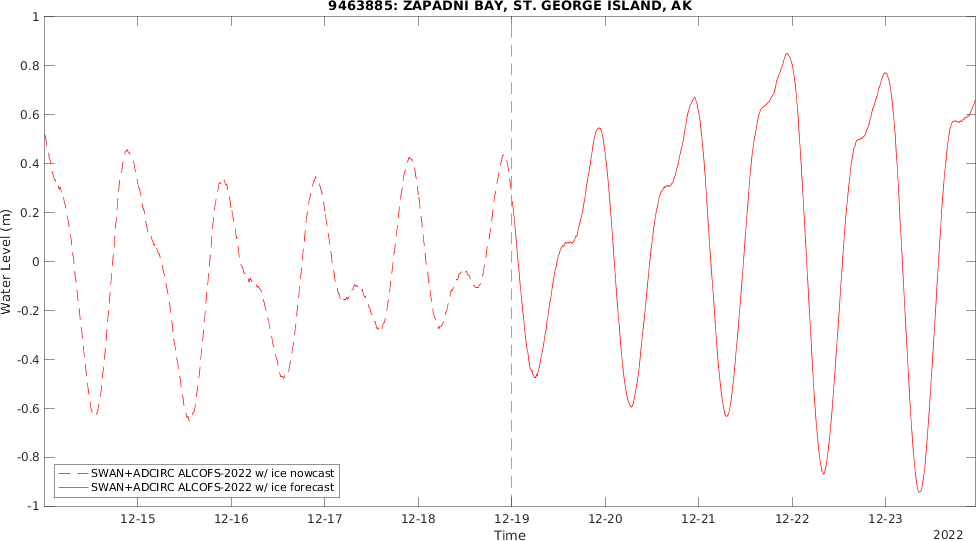 9463885: ZAPADNI BAY, ST. GEORGE ISLAND, AK
1
0.8
0.6
0.4
0.2
0
-0.2
-0.4
-0.6
-0.8
-1
Water Level (m)
SWAN+ADCIRC ALCOFS-2022 w/ ice nowcast
SWAN+ADCIRC ALCOFS-2022 w/ ice forecast
12-15 12-16 12-17 12-18 12-19 12-20 12-21 12-22 12-23
Time
2022